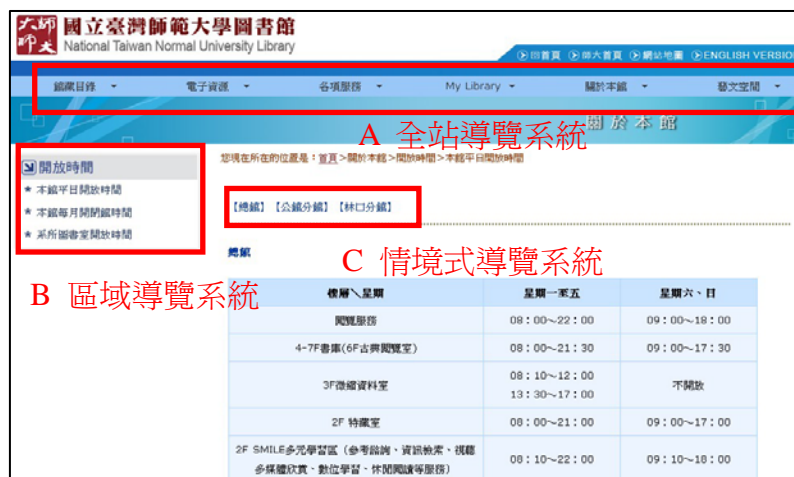 大師 國立臺灣師範大學圖書館
師大 National Taiwan Normal University Library
回首頁 師大首頁 網站地圖 ENGLISH VERSION
館藏目錄 電子資源 各項服務 My Library 關於本館 藝文空間
關於本館
A 全站導覽系統
開放時間
您現在所在的位置是：首頁>關於本館>開放時間>本館平日開放時間
★ 本館平日開放時間
★ 本館每月開閉館時間
★ 系所圖書室開放時間
【總館】【公館分館】【林口分館】
總館
C 情境式導覽系統
B 區域導覽系統
樓層＼星期 星期一至五 星期六、日
閱覽服務 08：00～22：00 09：00～18：00
4-7F書庫(6F古典閱覽室) 08：00～21：30 09：00～17：30
3F微縮資料室 08：10～12：00 13：30～17：00 不開放
2F 特藏室 08：00～21：00 09：00～17：00
2F SMILE多元學習區（參考諮詢、資訊檢索、視聽
多媒體欣賞、數位學習、休閒閱讀等服務） 08：10～22：00 09：10～18：00